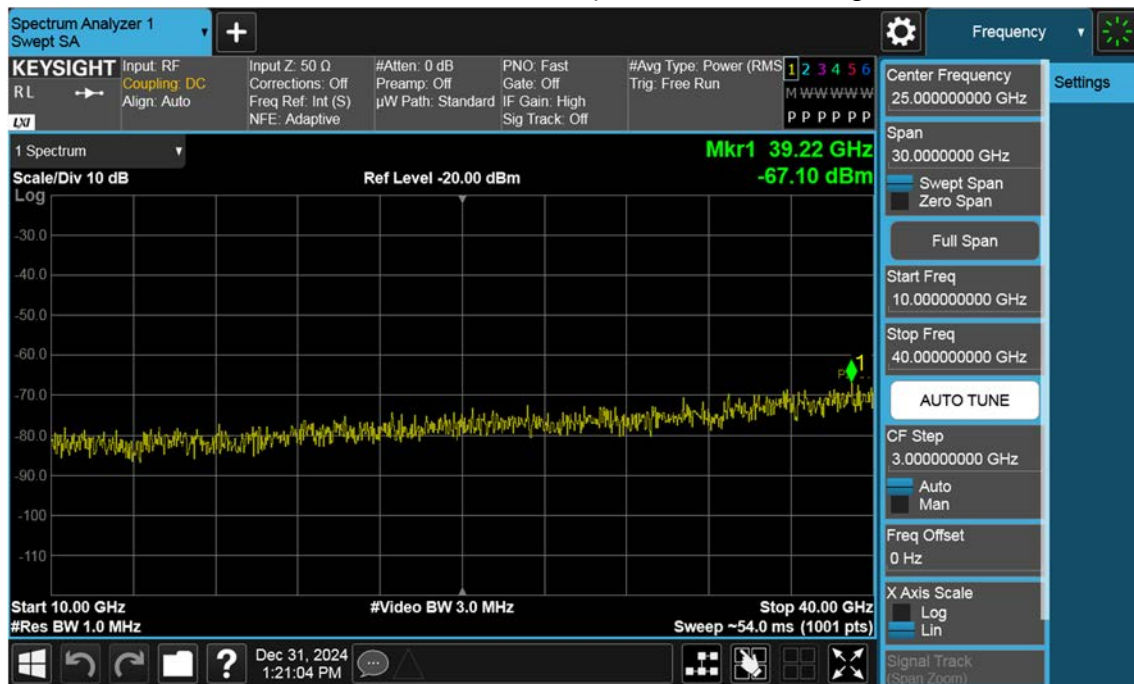 Spectrum Analyzer 1
Swept SA
Frequency
KEYSIGHT
RL
LXI
Input: RF
Coupling: DC
Align: Auto
Input Z: 50 Ω
Corrections: Off
Freq Ref: Int (S)
NFE: Adaptive
#Atten: 0 dB
Preamp: Off
µW Path: Standard
PNO: Fast
Gate: Off
IF Gain: High
Sig Track: Off
#Avg Type: Power (RMS
Trig: Free Run
1 2 3 4 5 6
M W W W W W
P P P P P P
1 Spectrum
Scale/Div 10 dB
Log
Ref Level -20.00 dBm
Mkr1 39.22 GHz
-67.10 dBm
-30.0
-40.0
-50.0
-60.0
1
-70.0
-80.0
-90.0
-100
-110
Start 10.00 GHz
#Res BW 1.0 MHz
#Video BW 3.0 MHz
Stop 40.00 GHz
Sweep ~54.0 ms (1001 pts)
?
Dec 31, 2024
1:21:04 PM
Center Frequency
25.000000000 GHz
Settings
Span
30.0000000 GHz
Swept Span
Zero Span
Full Span
Start Freq
10.000000000 GHz
Stop Freq
40.000000000 GHz
AUTO TUNE
CF Step
3.000000000 GHz
Auto
Man
Freq Offset
0 Hz
X Axis Scale
Log
Lin
Signal Track
(Span Zoom)